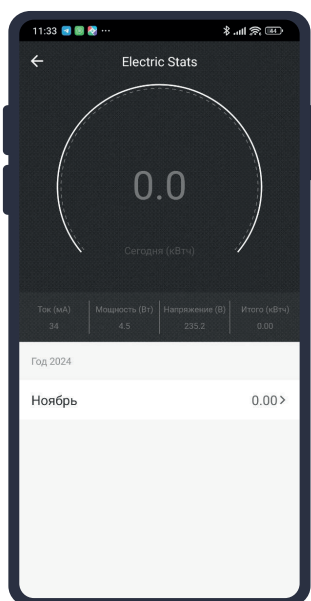 11:33 ... 44
Electric Stats
0.0
Сегодня (кВтч)
Ток (мА) Мощность (Вт) Напряжение (В) Итого (кВтч)
34 4.5 235.2 0.00
Год 2024
Ноябрь 0.00